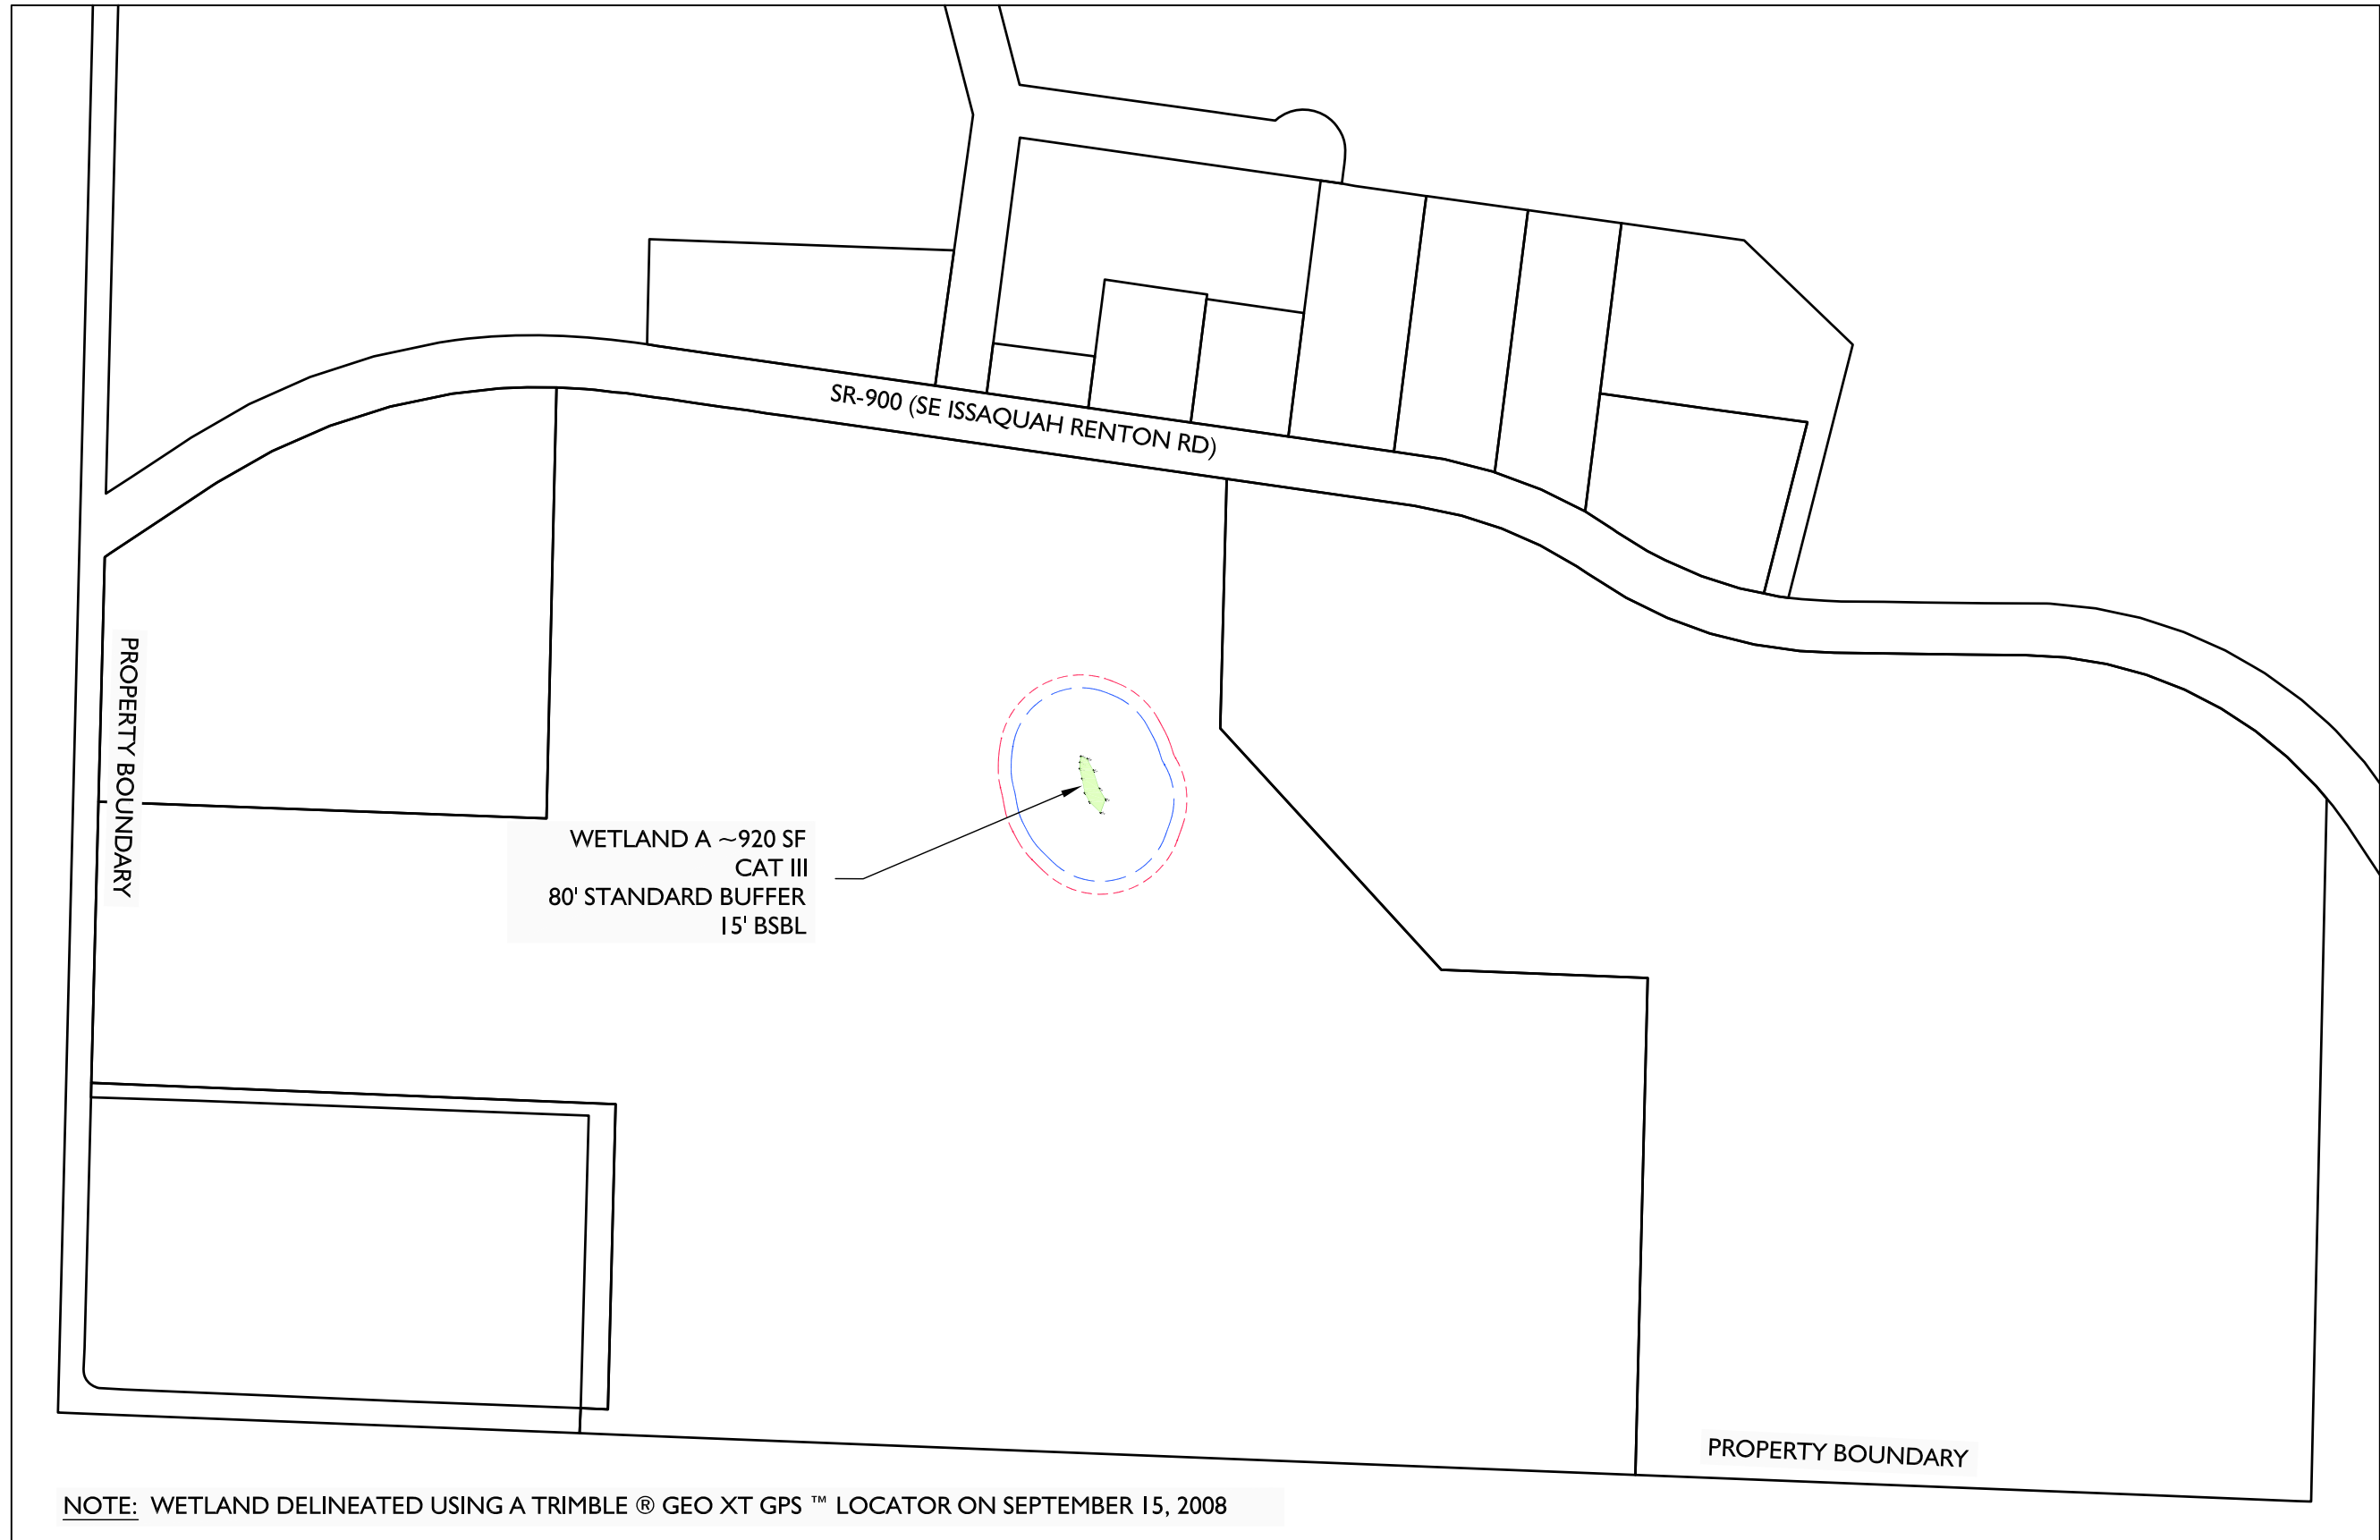 SR-900 (SE ISSAQUAH RENTON RD)
PROPERTY BOUNDARY
WETLAND A ~920 SF
CAT III
80' STANDARD BUFFER
15' BSBL
PROPERTY BOUNDARY
NOTE: WETLAND DELINEATED USING A TRIMBLE ® GEO XT GPS ™ LOCATOR ON SEPTEMBER 15, 2008